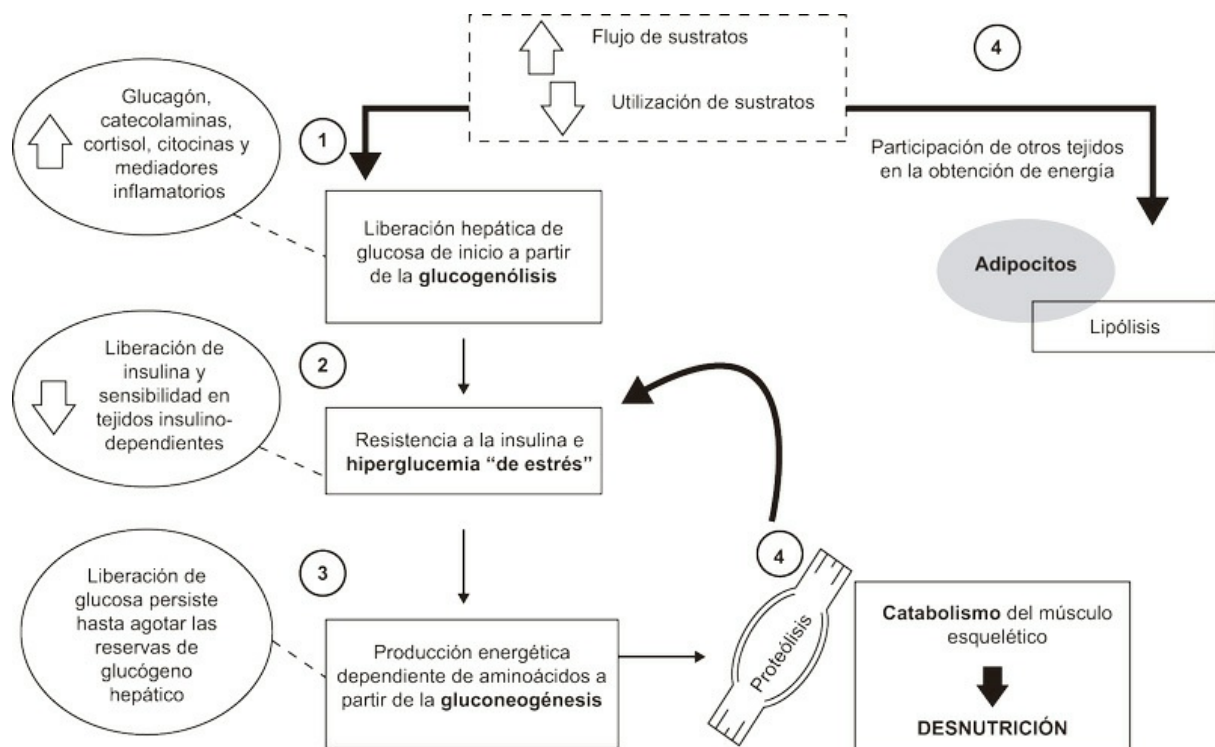 Flujo de sustratos
Utilización de sustratos
4
Glucagón,
catecolaminas,
cortisol, citocinas y
mediadores
inflamatorios
1
Participación de otros tejidos
en la obtención de energía
Liberación hepática de
glucosa de inicio a partir
de la glucogenólisis
Adipocitos
Lipólisis
Liberación de
insulina y
sensibilidad en
tejidos insulino-
dependientes
2
Resistencia a la insulina e
hiperglucemia “de estrés”
Liberación de
glucosa persiste
hasta agotar las
reservas de
glucógeno
hepático
3
Producción energética
dependiente de aminoácidos a
partir de la gluconeogénesis
4
Proteólisis
Catabolismo del músculo
esquelético
DESNUTRICIÓN